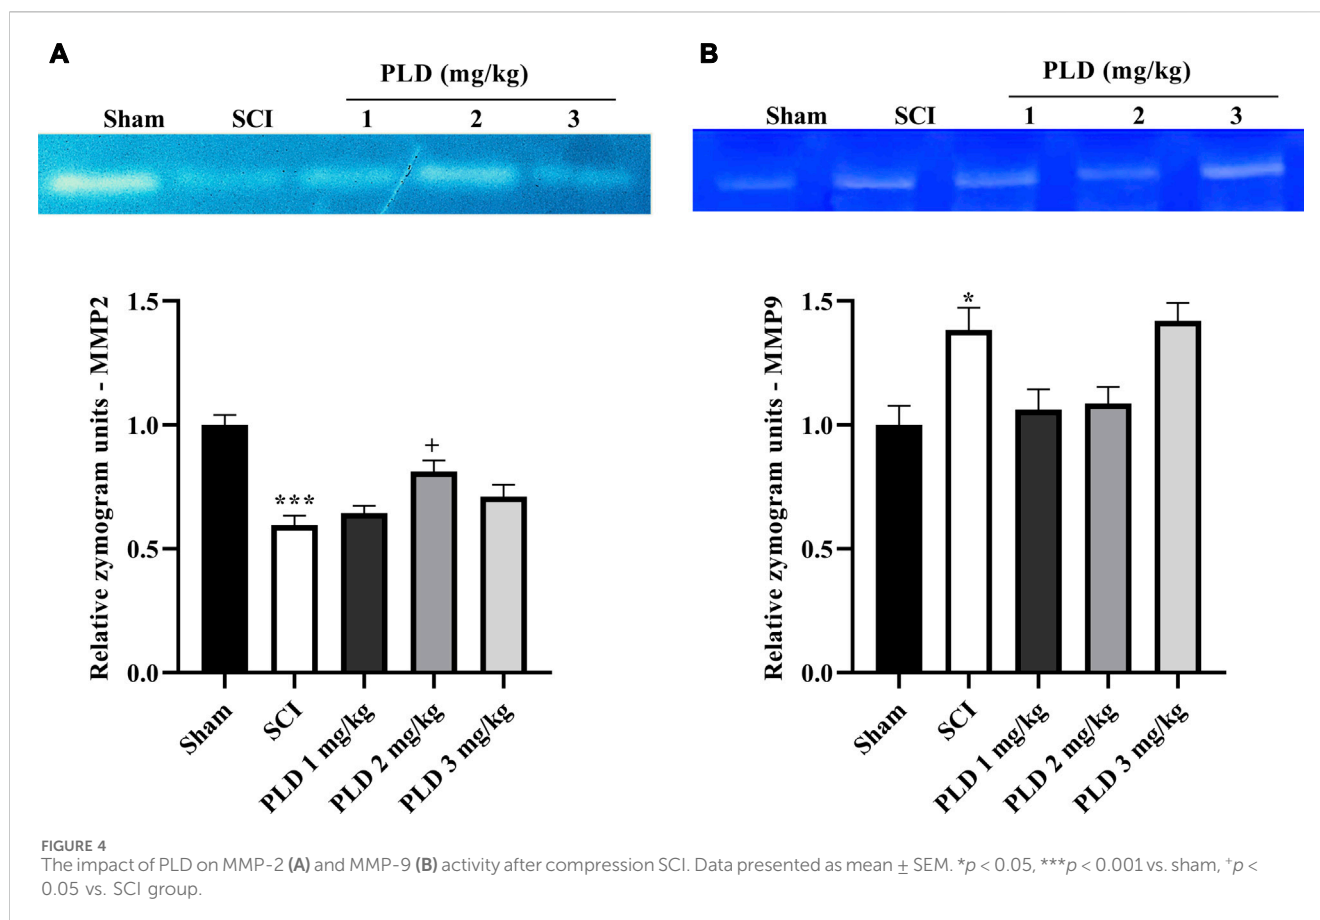 A
PLD (mg/kg)
Sham SCI 1 2 3
Relative zymogram units - MMP2
1.5
1.0
0.5
0.0
***
+
Sham
SCI
PLD 1 mg/kg
PLD 2 mg/kg
PLD 3 mg/kg
B
PLD (mg/kg)
Sham SCI 1 2 3
Relative zymogram units - MMP9
1.5
1.0
0.5
0.0
*
Sham
SCI
PLD 1 mg/kg
PLD 2 mg/kg
PLD 3 mg/kg
FIGURE 4
The impact of PLD on MMP-2 (A) and MMP-9 (B) activity after compression SCI. Data presented as mean ± SEM. *p < 0.05, ***p < 0.001 vs. sham, +p <
0.05 vs. SCI group.